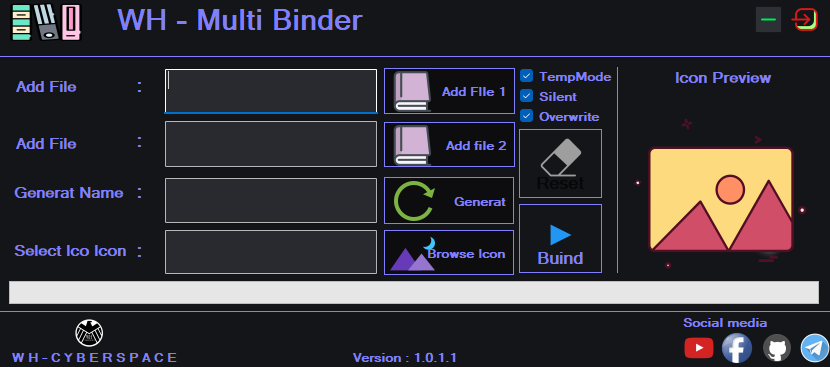 WH - Multi Binder
Add File :
Add FIle 1
TempMode
Silent
Overwrite
Icon Preview
Add File :
Add file 2
Reset
Generat Name :
Generat
Select Ico Icon :
Browse Icon
Buind
WH-CYBERSPACE
Version : 1.0.1.1
Social media